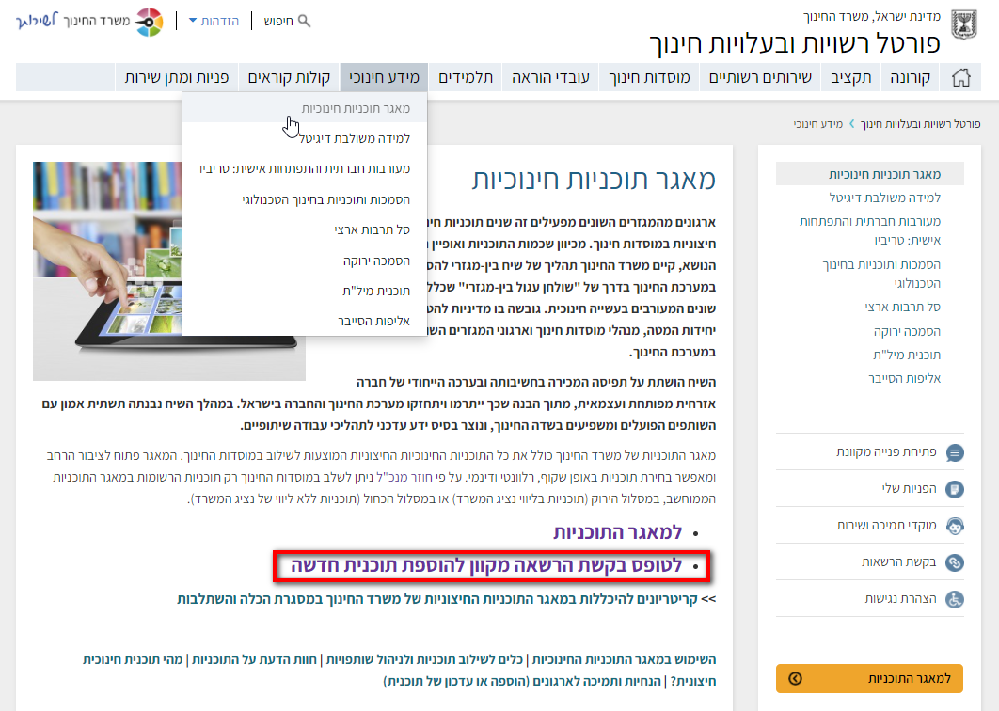 מדינת ישראל, משרד החינוך
פורטל רשויות ובעלויות חינוך
חיפוש
הזדהות
משרד החינוך לשירותך
קורונה
תקציב
שירותים רשותיים
מוסדות חינוך
עובדי הוראה
תלמידים
מידע חינוכי
קולות קוראים
פניות ומתן שירות
פורטל רשויות ובעלויות חינוך
מידע חינוכי
מאגר תוכניות חינוכיות
למידה משולבת דיגיטל
מעורבות חברתית והתפתחות אישית: טריביו
הסמכות ותוכניות בחינוך הטכנולוגי
סל תרבות ארצי
הסמכה ירוקה
תוכנית מיל"ת
אליפות הסייבר
מאגר תוכניות חינוכיות
למידה משולבת דיגיטל
מעורבות חברתית והתפתחות
אישית: טריביו
הסמכות ותוכניות בחינוך
הטכנולוגי
סל תרבות ארצי
הסמכה ירוקה
תוכנית מיל"ת
אליפות הסייבר
פתיחת פנייה מקוונת
הפניות שלי
מוקדי תמיכה ושירות
בקשת הרשאות
הצהרת נגישות
למאגר התוכניות
מאגר תוכניות חינוכיות
ארגונים מהמגזרים השונים מפעילים זה שנים תוכניות
חיצוניות במוסדות חינוך. מכיוון שכמות התוכניות ואופיין
הנושא, קיים משרד החינוך תהליך של שיח בין-מגזרי
במערכת החינוך בדרך של "שולחן עגול בין-מגזרי"
שונים המעורבים בעשייה חינוכית. גובשה בו מדיניות
יחידות המטה, מנהלי מוסדות חינוך וארגוני המגזרים
במערכת החינוך.
השיח הושתת על תפיסה המכירה בחשיבותה ובערכה הייחודי של חברה
אזרחית מפותחת ועצמאית, מתוך הבנה שכך ייתרמו ויתחזקו מערכת החינוך והחברה בישראל. במהלך השיח נבנתה תשתית אמון עם
השותפים הפועלים ומשפיעים בשדה החינוך, ונוצר בסיס ידע עדכני לתהליכי עבודה שיתופיים.
מאגר התוכניות של משרד החינוך כולל את כל התוכניות החינוכיות החיצוניות המוצעות לשילוב במוסדות החינוך. המאגר פתוח לציבור הרחב
ומאפשר בחירת תוכניות באופן שקוף, רלוונטי ודינמי. על פי חוזר מנכ"ל ניתן לשלב במוסדות החינוך רק תוכניות הרשומות במאגר התוכניות
הממוחשב, במסלול הירוק (תוכניות בליווי נציג המשרד) או במסלול הכחול (תוכניות ללא ליווי של נציג המשרד).
• למאגר התוכניות
• לטופס בקשת הרשאה מקוון להוספת תוכנית חדשה
>> קריטריונים להיכללות במאגר התוכניות החיצוניות של משרד החינוך במסגרת הכלה והשתלבות
השימוש במאגר התוכניות החינוכיות | כלים לשילוב תוכניות ולניהול שותפויות | חוות הדעת על התוכניות | מהי תוכנית חינוכית
חיצונית? | הנחיות ותמיכה לארגונים (הוספה או עדכון של תוכנית)